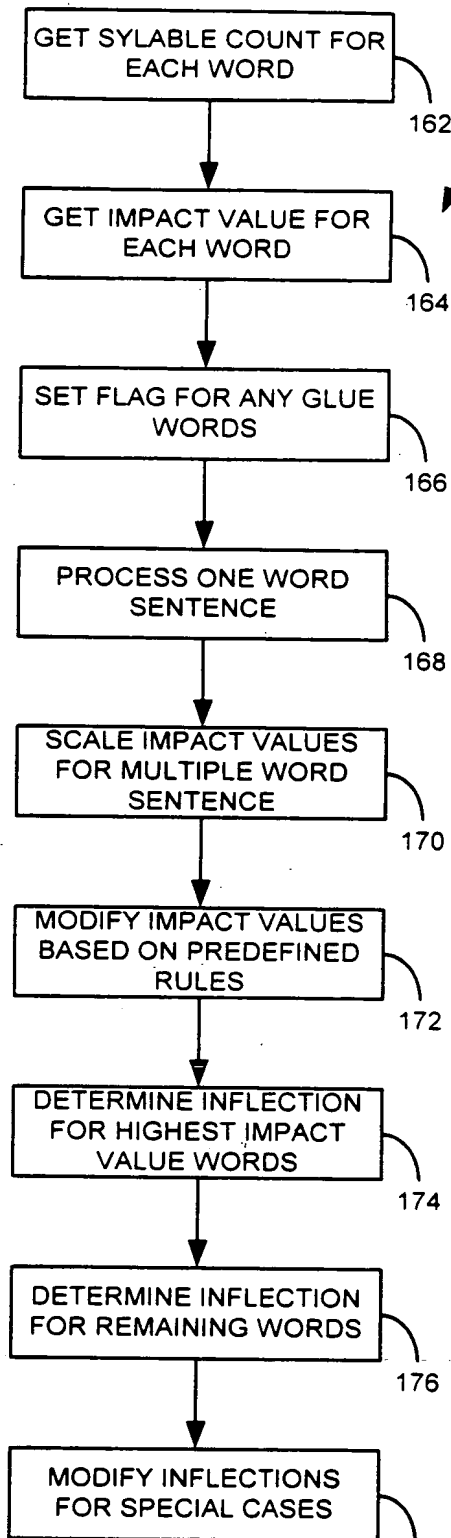 GET SYLABLE COUNT FOR
EACH WORD
162
GET IMPACT VALUE FOR
EACH WORD
164
SET FLAG FOR ANY GLUE
WORDS
166
PROCESS ONE WORD
SENTENCE
168
SCALE IMPACT VALUES
FOR MULTIPLE WORD
SENTENCE
170
MODIFY IMPACT VALUES
BASED ON PREDEFINED
RULES
172
DETERMINE INFLECTION
FOR HIGHEST IMPACT
VALUE WORDS
174
DETERMINE INFLECTION
FOR REMAINING WORDS
176
MODIFY INFLECTIONS
FOR SPECIAL CASES